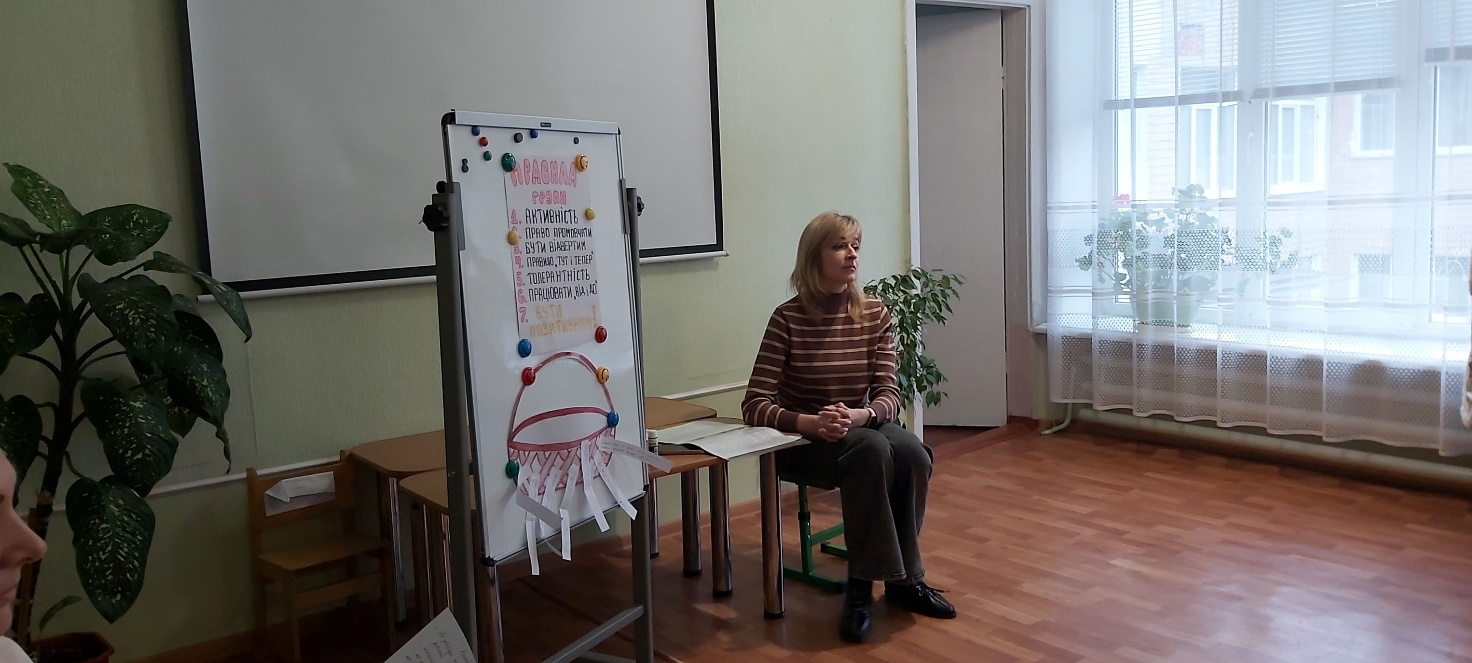 ПРАВИЛА
ГРУПИ
1. АКТИВНІСТЬ
2. ПРАВО ПРОМОВЧАТИ
3. БУТИ ВІДВЕРТИМ
4. ПРАВИЛО „ТУТ І ТЕПЕР"
5. ТОЛЕРАНТНІСТЬ
6. ПРАЦЮВАТИ „ВІД І ДО"
7. БУТИ
ПОЗИТИВНИМ!